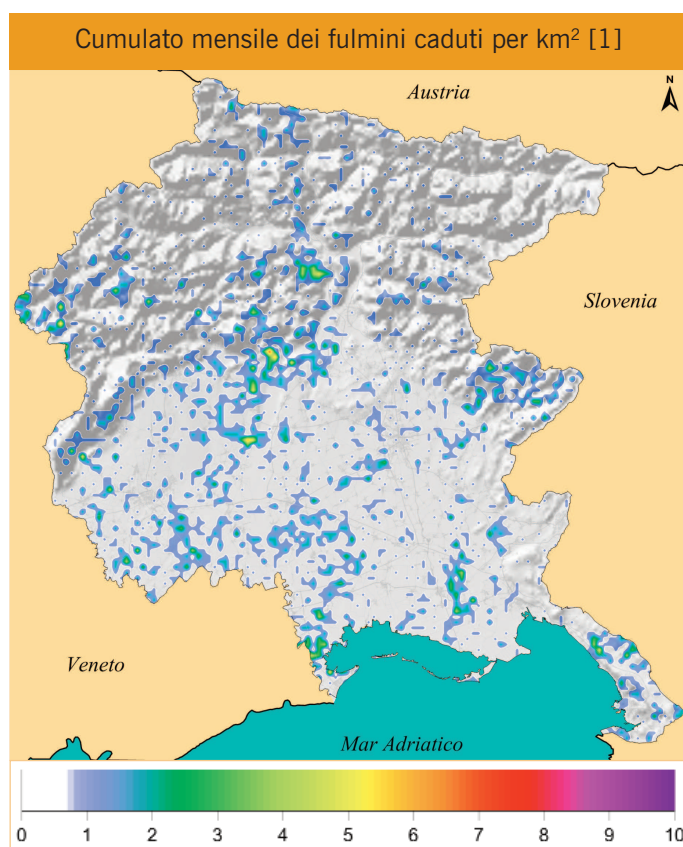 Cumulato mensile dei fulmini caduti per km² [1]
Austria
N
Slovenia
Veneto
Mar Adriatico
0 1 2 3 4 5 6 7 8 9 10